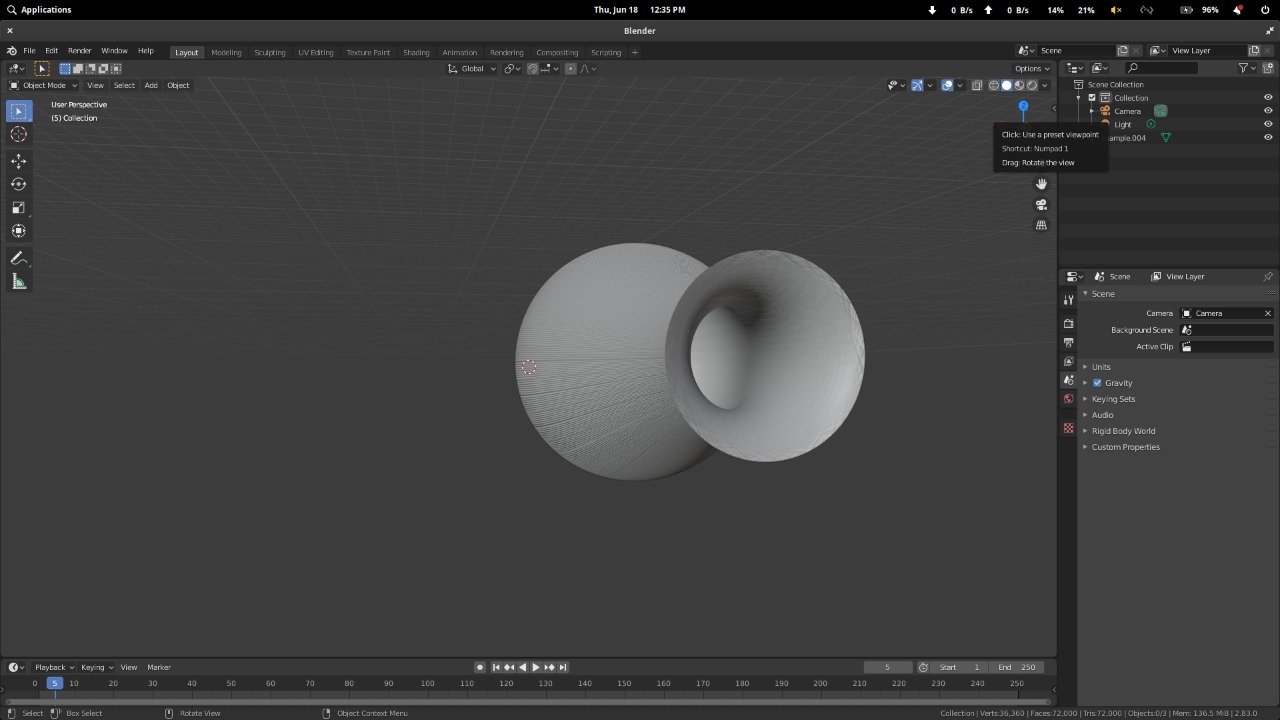 Applications
Thu, Jun 18 12:35 PM
0 B/s 0 B/s 14% 21% 96%
Blender
File Edit Render Window Help Layout Modeling Sculpting UV Editing Texture Paint Shading Animation Rendering Compositing Scripting + Scene View Layer
Global Options
Object Mode View Select Add Object
User Perspective
(5) Collection
Z
Click: Use a preset viewpoint
Shortcut: Numpad 1
Drag: Rotate the view
Scene Collection
Collection
Camera
Light
ample.004
Scene View Layer
Scene
Camera Camera
Background Scene
Active Clip
Units
Gravity
Keying Sets
Audio
Rigid Body World
Custom Properties
Playback Keying View Marker 5 Start 1 End 250
0 5 10 20 30 40 50 60 70 80 90 100 110 120 130 140 150 160 170 180 190 200 210 220 230 240 250
Select Box Select Rotate View Object Context Menu Collection | Verts:36,360 | Faces:72,000 | Tris:72,000 | Objects:0/3 | Mem: 136.5 MiB | 2.83.0